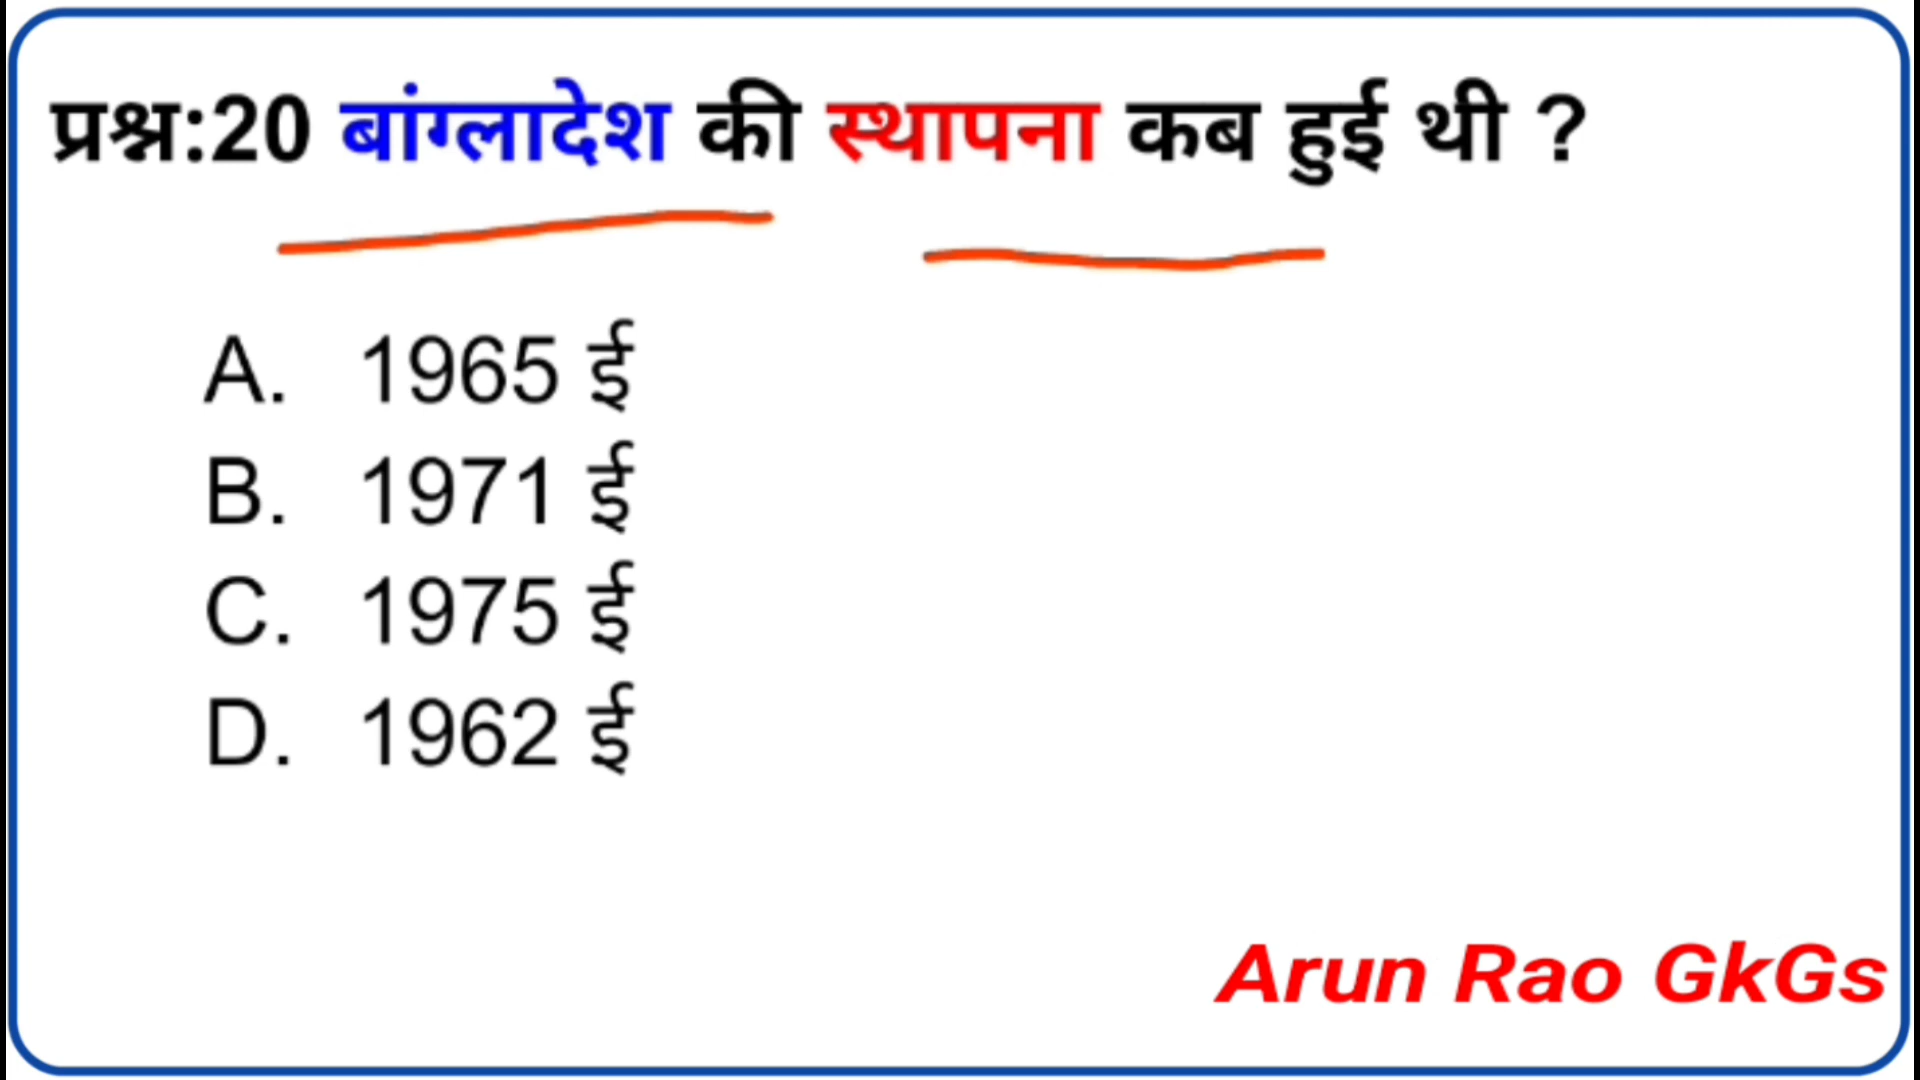 प्रश्न:20 बांग्लादेश की स्थापना कब हुई थी ?
A. 1965 ई
B. 1971 ई
C. 1975 ई
D. 1962 ई
Arun Rao GkGs